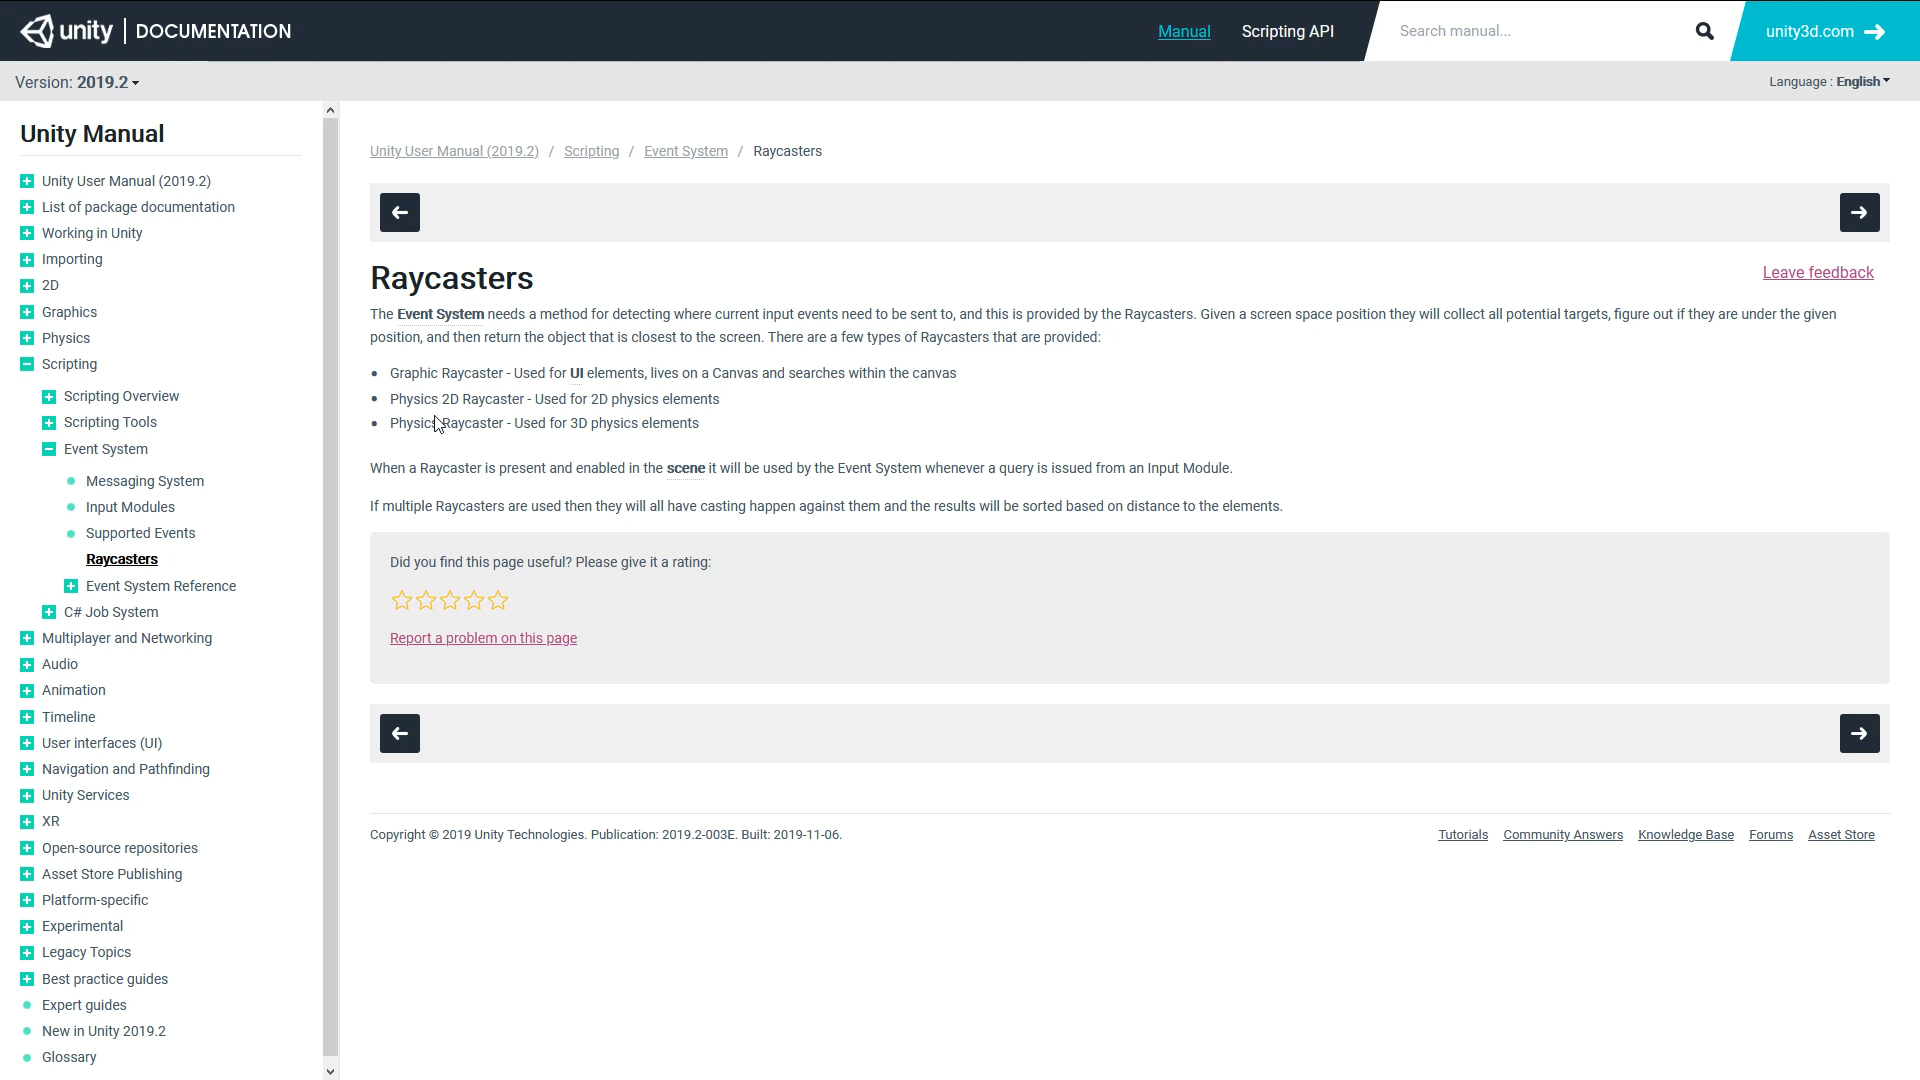 unity | DOCUMENTATION
Manual
Scripting API
Search manual...
unity3d.com
Version: 2019.2
Language : English
Unity Manual
Unity User Manual (2019.2)
List of package documentation
Working in Unity
Importing
2D
Graphics
Physics
Scripting
Scripting Overview
Scripting Tools
Event System
Messaging System
Input Modules
Supported Events
Raycasters
Event System Reference
C# Job System
Multiplayer and Networking
Audio
Animation
Timeline
User interfaces (UI)
Navigation and Pathfinding
Unity Services
XR
Open-source repositories
Asset Store Publishing
Platform-specific
Experimental
Legacy Topics
Best practice guides
Expert guides
New in Unity 2019.2
Glossary
Unity User Manual (2019.2) / Scripting / Event System / Raycasters
Raycasters
Leave feedback
The Event System needs a method for detecting where current input events need to be sent to, and this is provided by the Raycasters. Given a screen space position they will collect all potential targets, figure out if they are under the given
position, and then return the object that is closest to the screen. There are a few types of Raycasters that are provided:
Graphic Raycaster - Used for UI elements, lives on a Canvas and searches within the canvas
Physics 2D Raycaster - Used for 2D physics elements
Physics Raycaster - Used for 3D physics elements
When a Raycaster is present and enabled in the scene it will be used by the Event System whenever a query is issued from an Input Module.
If multiple Raycasters are used then they will all have casting happen against them and the results will be sorted based on distance to the elements.
Did you find this page useful? Please give it a rating:
Report a problem on this page
Copyright © 2019 Unity Technologies. Publication: 2019.2-003E. Built: 2019-11-06.
Tutorials
Community Answers
Knowledge Base
Forums
Asset Store